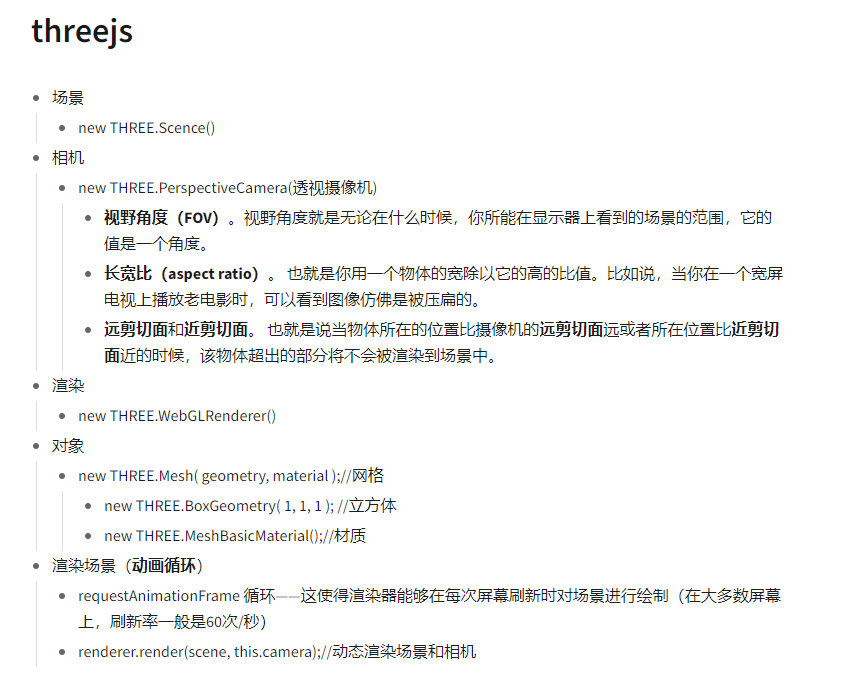 threejs
场景
new THREE.Scence()
相机
new THREE.PerspectiveCamera(透视摄像机)
视野角度（FOV）。视野角度就是无论在什么时候，你所能在显示器上看到的场景的范围，它的
值是一个角度。
长宽比（aspect ratio）。 也就是你用一个物体的宽除以它的高的比值。比如说，当你在一个宽屏
电视上播放老电影时，可以看到图像仿佛是被压扁的。
远剪切面和近剪切面。 也就是说当物体所在的位置比摄像机的远剪切面远或者所在位置比近剪切
面近的时候，该物体超出的部分将不会被渲染到场景中。
渲染
new THREE.WebGLRenderer()
对象
new THREE.Mesh( geometry, material );//网格
new THREE.BoxGeometry( 1, 1, 1 ); //立方体
new THREE.MeshBasicMaterial();//材质
渲染场景（动画循环）
requestAnimationFrame 循环——这使得渲染器能够在每次屏幕刷新时对场景进行绘制（在大多数屏幕
上，刷新率一般是60次/秒）
renderer.render(scene, this.camera);//动态渲染场景和相机